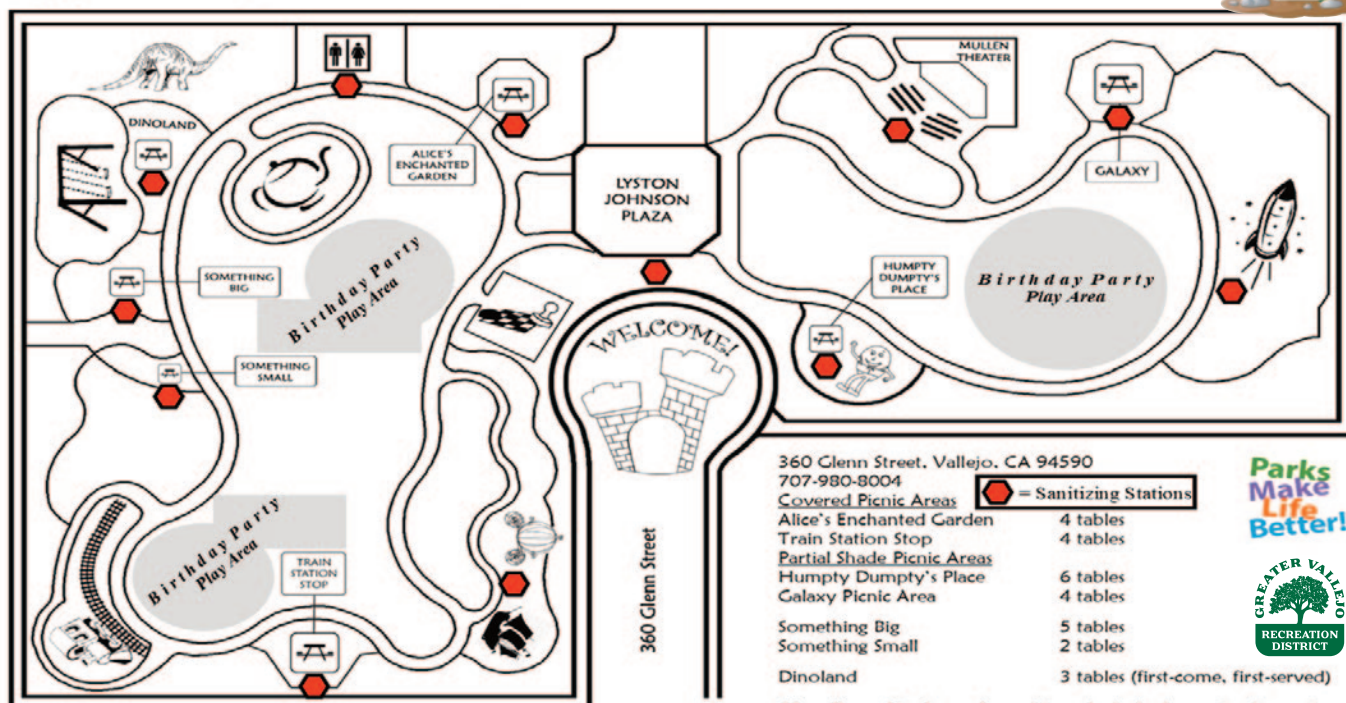 MULLEN
THEATER
DINOLAND
ALICE'S
ENCHANTED
GARDEN
GALAXY
LYSTON
JOHNSON
PLAZA
SOMETHING
BIG
Birthday Party
Play Area
HUMPTY
DUMPTY'S
PLACE
Birthday Party
Play Area
WELCOME!
SOMETHING
SMALL
Birthday Party
Play Area
TRAIN
STATION
STOP
360 Glenn Street
360 Glenn Street, Vallejo, CA 94590
707-980-8004
= Sanitizing Stations
Covered Picnic Areas
Alice's Enchanted Garden 4 tables
Train Station Stop 4 tables
Partial Shade Picnic Areas
Humpty Dumpty's Place 6 tables
Galaxy Picnic Area 4 tables
Something Big 5 tables
Something Small 2 tables
Dinoland 3 tables (first-come, first-served)
Parks
Make
Life
Better!
GREATER VALLEJO
RECREATION
DISTRICT